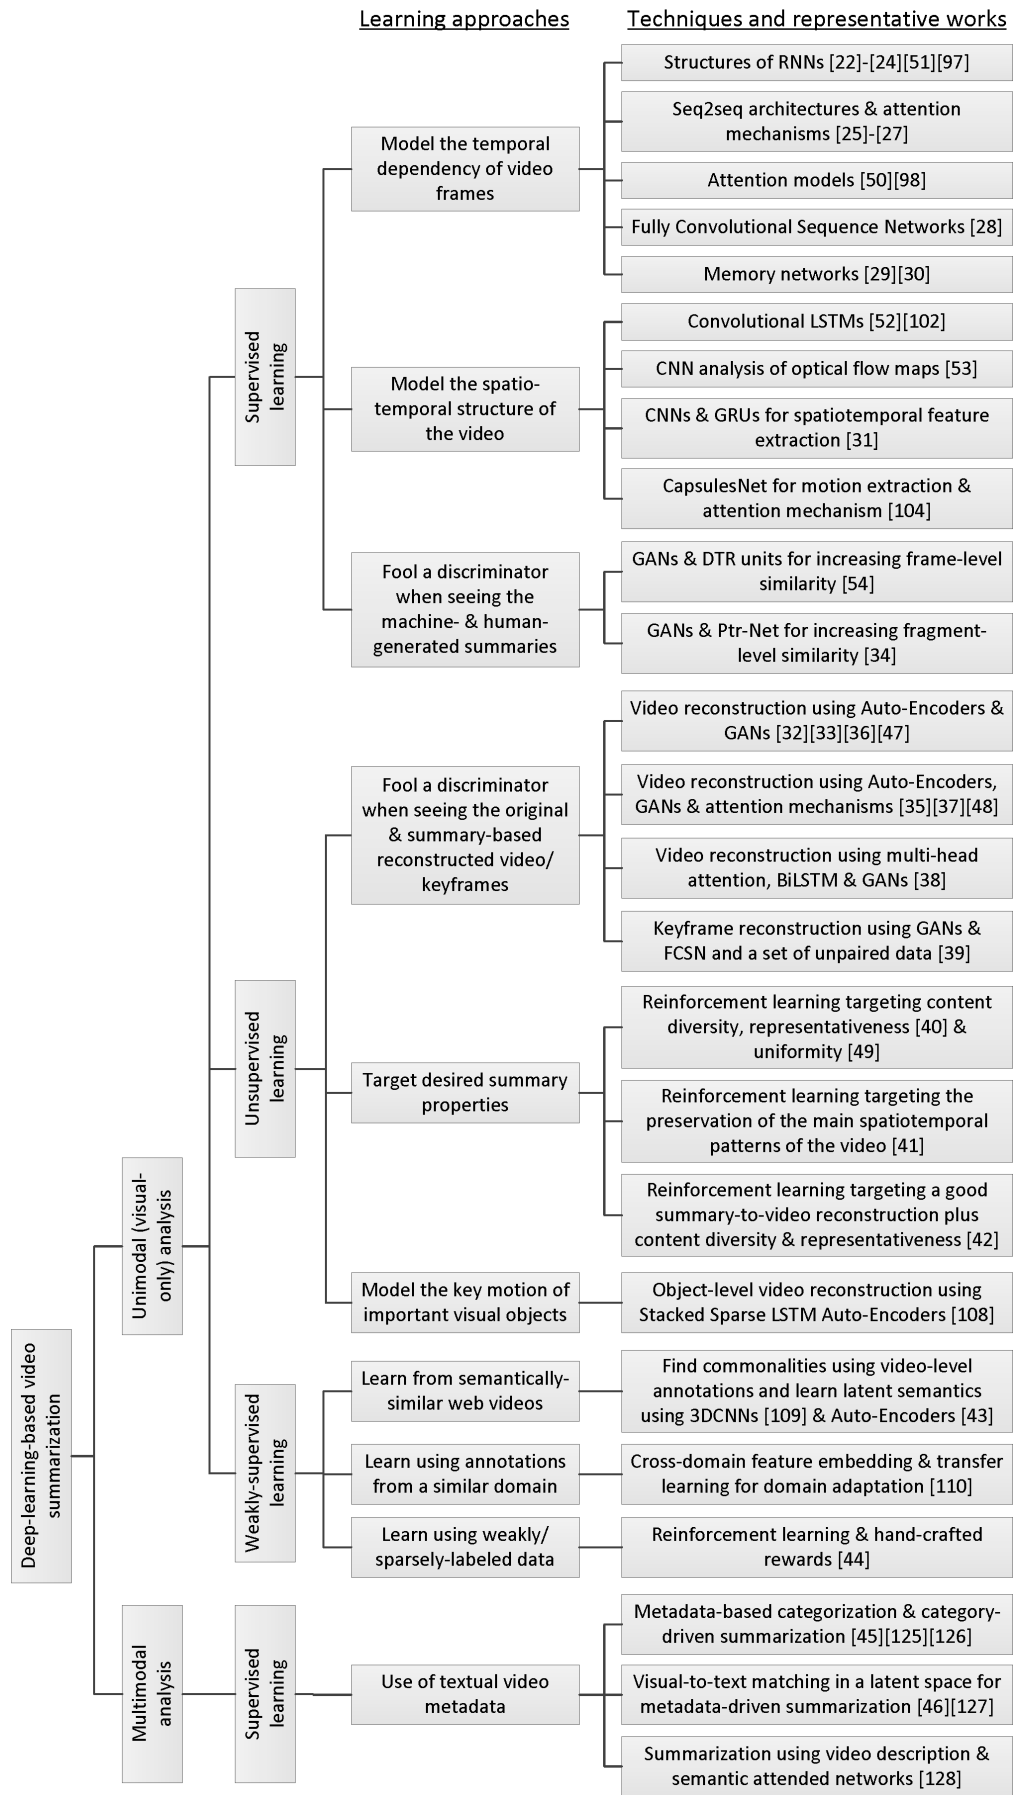 Learning approaches
Techniques and representative works
Deep-learning-based video
summarization
Unimodal (visual-
only) analysis
Supervised
learning
Model the temporal
dependency of video
frames
Structures of RNNs [22]-[24][51][97]
Seq2seq architectures & attention
mechanisms [25]-[27]
Attention models [50][98]
Fully Convolutional Sequence Networks [28]
Memory networks [29][30]
Model the spatio-
temporal structure of
the video
Convolutional LSTMs [52][102]
CNN analysis of optical flow maps [53]
CNNs & GRUs for spatiotemporal feature
extraction [31]
CapsulesNet for motion extraction &
attention mechanism [104]
Fool a discriminator
when seeing the
machine- & human-
generated summaries
GANs & DTR units for increasing frame-level
similarity [54]
GANs & Ptr-Net for increasing fragment-
level similarity [34]
Unsupervised
learning
Fool a discriminator
when seeing the original
& summary-based
reconstructed video/
keyframes
Video reconstruction using Auto-Encoders &
GANs [32][33][36][47]
Video reconstruction using Auto-Encoders,
GANs & attention mechanisms [35][37][48]
Video reconstruction using multi-head
attention, BiLSTM & GANs [38]
Keyframe reconstruction using GANs &
FCSN and a set of unpaired data [39]
Target desired summary
properties
Reinforcement learning targeting content
diversity, representativeness [40] &
uniformity [49]
Reinforcement learning targeting the
preservation of the main spatiotemporal
patterns of the video [41]
Reinforcement learning targeting a good
summary-to-video reconstruction plus
content diversity & representativeness [42]
Model the key motion of
important visual objects
Object-level video reconstruction using
Stacked Sparse LSTM Auto-Encoders [108]
Weakly-supervised
learning
Learn from semantically-
similar web videos
Find commonalities using video-level
annotations and learn latent semantics
using 3DCNNs [109] & Auto-Encoders [43]
Learn using annotations
from a similar domain
Cross-domain feature embedding & transfer
learning for domain adaptation [110]
Learn using weakly/
sparsely-labeled data
Reinforcement learning & hand-crafted
rewards [44]
Multimodal
analysis
Supervised
learning
Use of textual video
metadata
Metadata-based categorization & category-
driven summarization [45][125][126]
Visual-to-text matching in a latent space for
metadata-driven summarization [46][127]
Summarization using video description &
semantic attended networks [128]